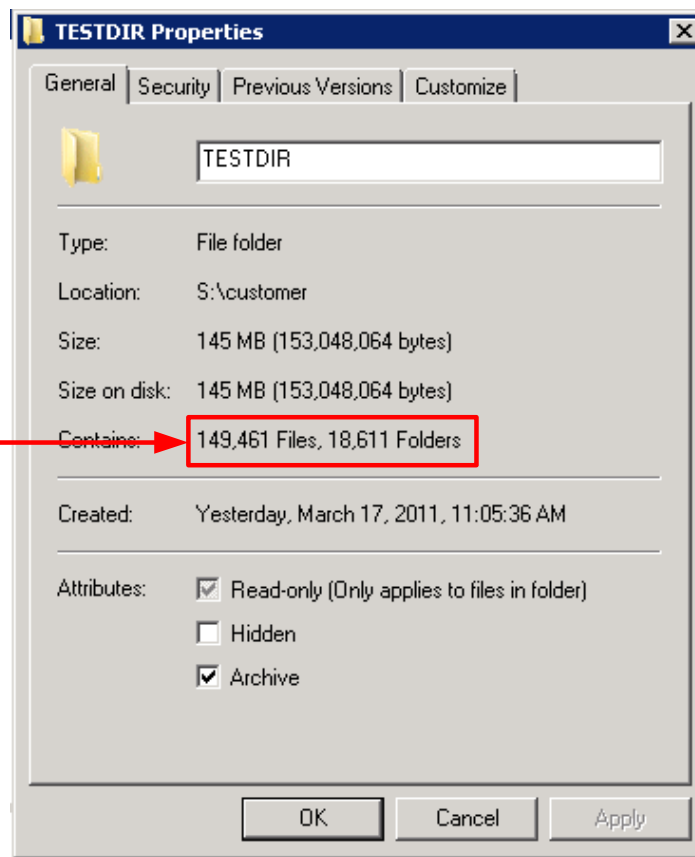 TESTDIR Properties
General Security Previous Versions Customize
TESTDIR
Type: File folder
Location: S:\customer
Size: 145 MB (153,048,064 bytes)
Size on disk: 145 MB (153,048,064 bytes)
Contains: 149,461 Files, 18,611 Folders
Created: Yesterday, March 17, 2011, 11:05:36 AM
Attributes: Read-only (Only applies to files in folder)
Hidden
Archive
OK Cancel Apply